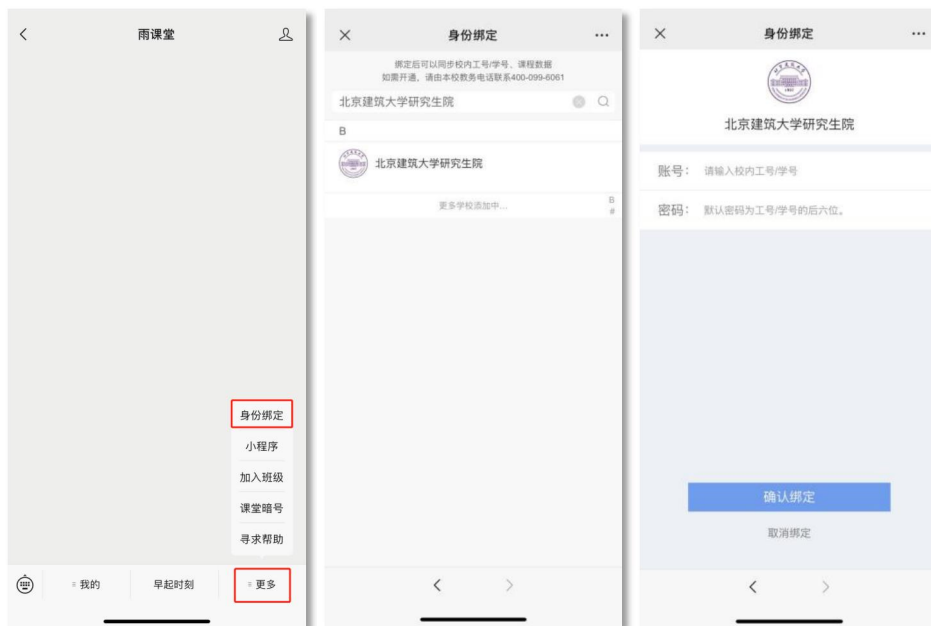 雨课堂
身份绑定
小程序
加入班级
课堂暗号
寻求帮助
我的
早起时刻
更多
身份绑定
绑定后可以同步校内工号/学号、课程数据
如需开通，请由本校教务电话联系400-099-6061
北京建筑大学研究生院
B
北京建筑大学研究生院
更多学校添加中...
B
#
身份绑定
北京建筑大学研究生院
账号： 请输入校内工号/学号
密码： 默认密码为工号/学号的后六位。
确认绑定
取消绑定